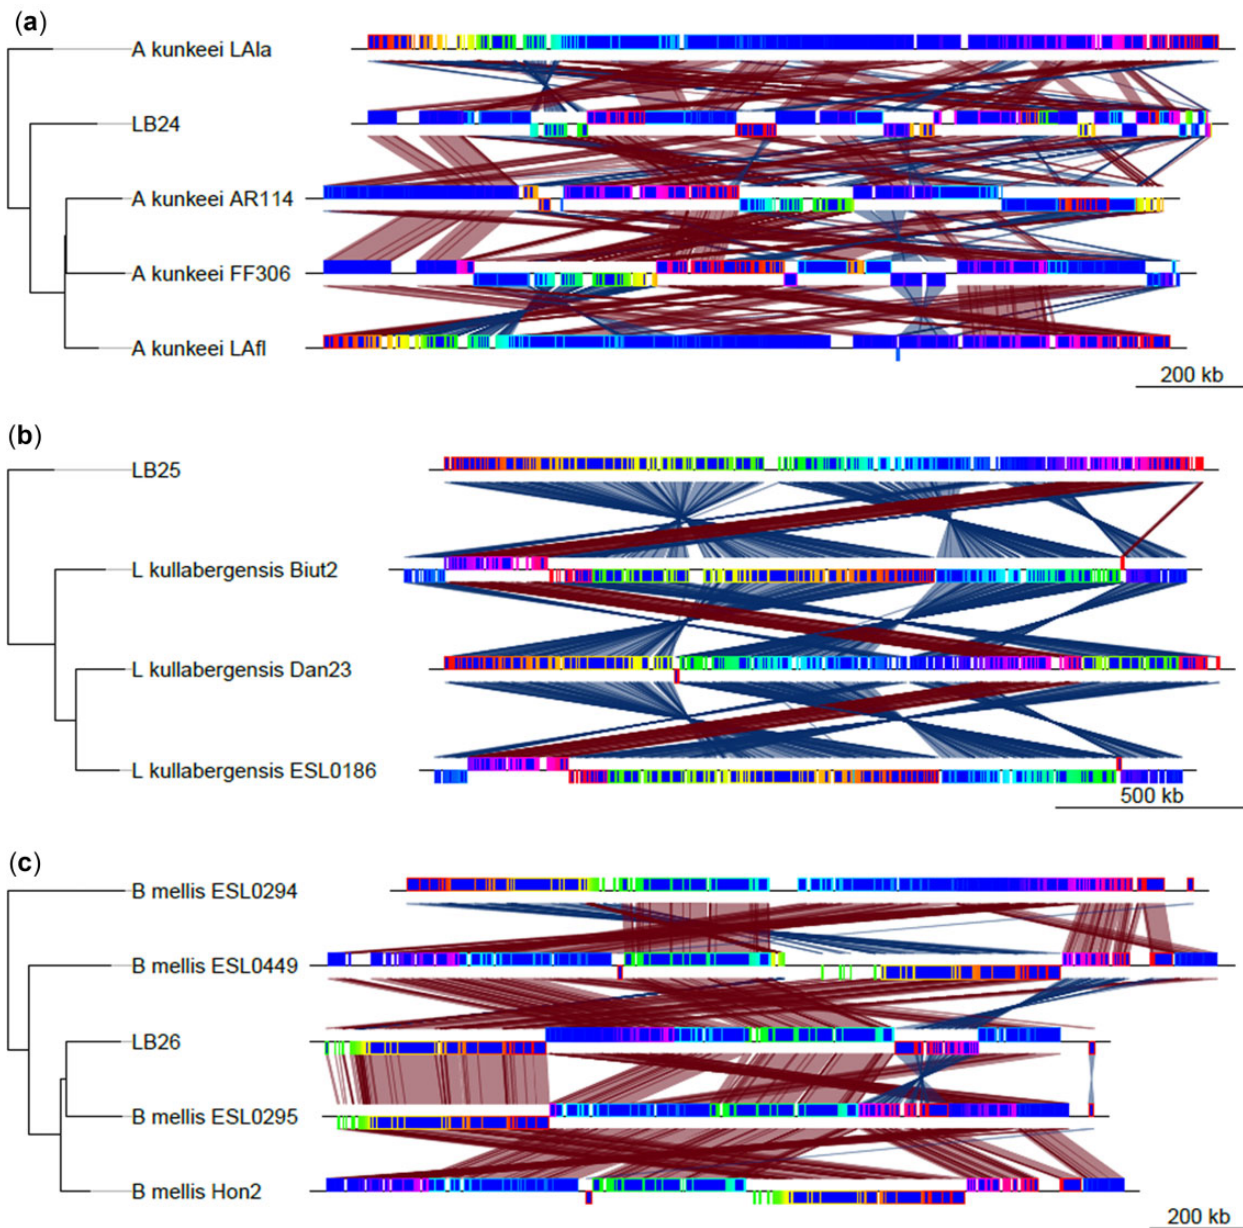 (a)
A kunkeei LAla
LB24
A kunkeei AR114
A kunkeei FF306
A kunkeei LAfl
200 kb
(b)
LB25
L kullabergensis Biut2
L kullabergensis Dan23
L kullabergensis ESL0186
500 kb
(c)
B mellis ESL0294
B mellis ESL0449
LB26
B mellis ESL0295
B mellis Hon2
200 kb